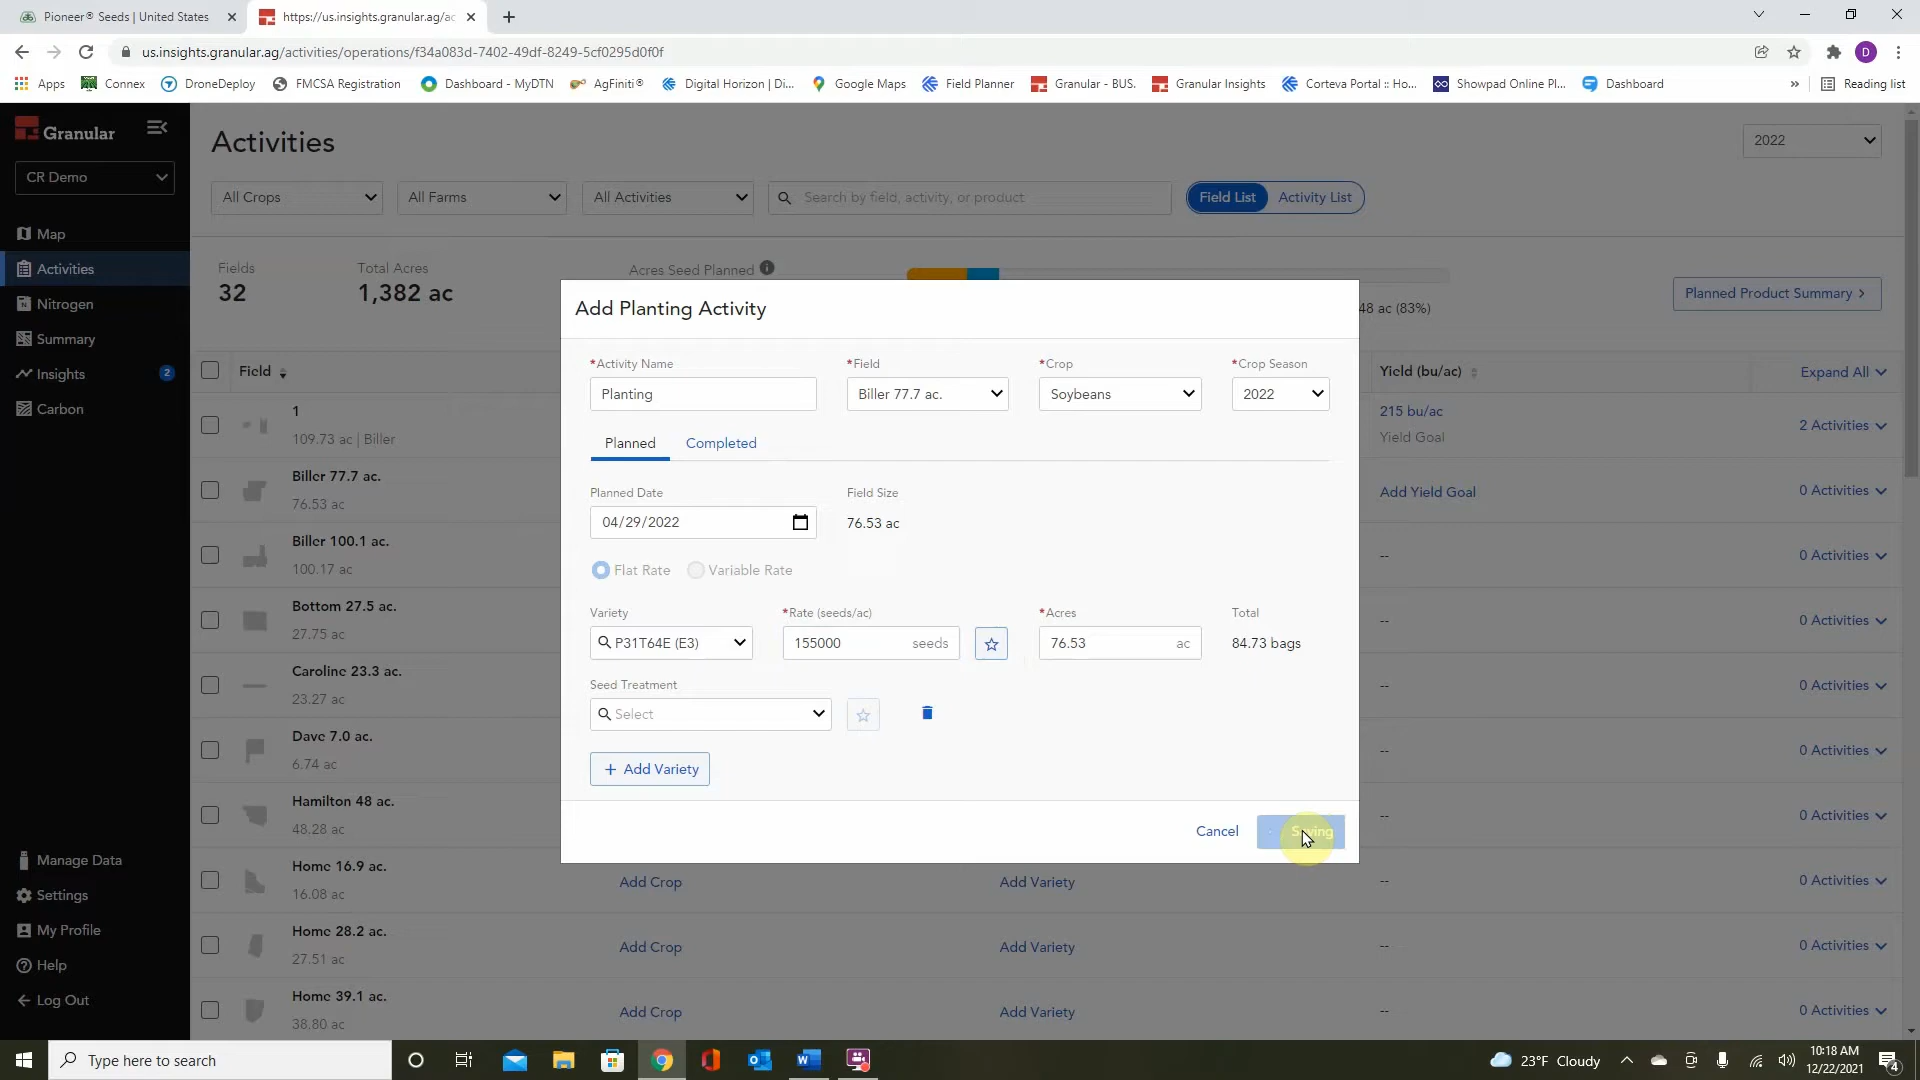 Pioneer® Seeds | United States
https://us.insights.granular.ag/ac
us.insights.granular.ag/activities/operations/f34a083d-7402-49df-8249-5cf0295d0f0f
D
Apps
Connex
DroneDeploy
FMCSA Registration
Dashboard - MyDTN
AgFiniti®
Digital Horizon | Di...
Google Maps
Field Planner
Granular - BUS.
Granular Insights
Corteva Portal :: Ho...
Showpad Online Pl...
Dashboard
»
Reading list
Granular
CR Demo
Map
Activities
Nitrogen
Summary
Insights 2
Carbon
Manage Data
Settings
My Profile
Help
Log Out
Activities
2022
All Crops
All Farms
All Activities
Search by field, activity, or product
Field List
Activity List
Fields
32
Total Acres
1,382 ac
Acres Seed Planned
48 ac (83%)
Planned Product Summary >
Field
Yield (bu/ac)
Expand All
1
109.73 ac | Biller
215 bu/ac
Yield Goal
2 Activities
Biller 77.7 ac.
76.53 ac
Add Yield Goal
0 Activities
Biller 100.1 ac.
100.17 ac
--
0 Activities
Bottom 27.5 ac.
27.75 ac
--
0 Activities
Caroline 23.3 ac.
23.27 ac
--
0 Activities
Dave 7.0 ac.
6.74 ac
--
0 Activities
Hamilton 48 ac.
48.28 ac
--
0 Activities
Home 16.9 ac.
16.08 ac
Add Crop
Add Variety
--
0 Activities
Home 28.2 ac.
27.51 ac
Add Crop
Add Variety
--
0 Activities
Home 39.1 ac.
38.80 ac
Add Crop
Add Variety
--
0 Activities
Add Planting Activity
*Activity Name
Planting
*Field
Biller 77.7 ac.
*Crop
Soybeans
*Crop Season
2022
Planned
Completed
Planned Date
04/29/2022
Field Size
76.53 ac
Flat Rate
Variable Rate
Variety
P31T64E (E3)
*Rate (seeds/ac)
155000 seeds
*Acres
76.53 ac
Total
84.73 bags
Seed Treatment
Select
+ Add Variety
Cancel
Saving
Type here to search
23°F Cloudy
10:18 AM
12/22/2021
4